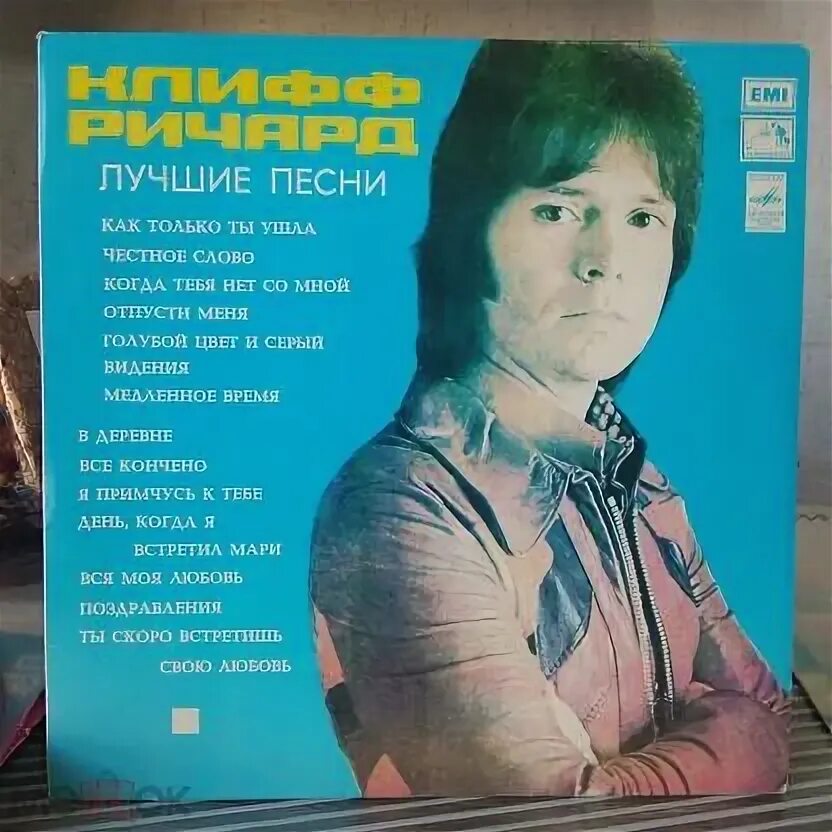 КЛИФФ
РИЧАРД
ЛУЧШИЕ ПЕСНИ
EMI
КАК ТОЛЬКО ТЫ УШЛА
ЧЕСТНОЕ СЛОВО
КОГДА ТЕБЯ НЕТ СО МНОЙ
ОТПУСТИ МЕНЯ
ГОЛУБОЙ ЦВЕТ И СЕРЫЙ
ВИДЕНИЯ
МЕДЛЕННОЕ ВРЕМЯ
В ДЕРЕВНЕ
ВСЕ КОНЧЕНО
Я ПРИМЧУСЬ К ТЕБЕ
ДЕНЬ, КОГДА Я
ВСТРЕТИЛ МАРИ
ВСЯ МОЯ ЛЮБОВЬ
ПОЗДРАВЛЕНИЯ
ТЫ СКОРО ВСТРЕТИШЬ
СВОЮ ЛЮБОВЬ